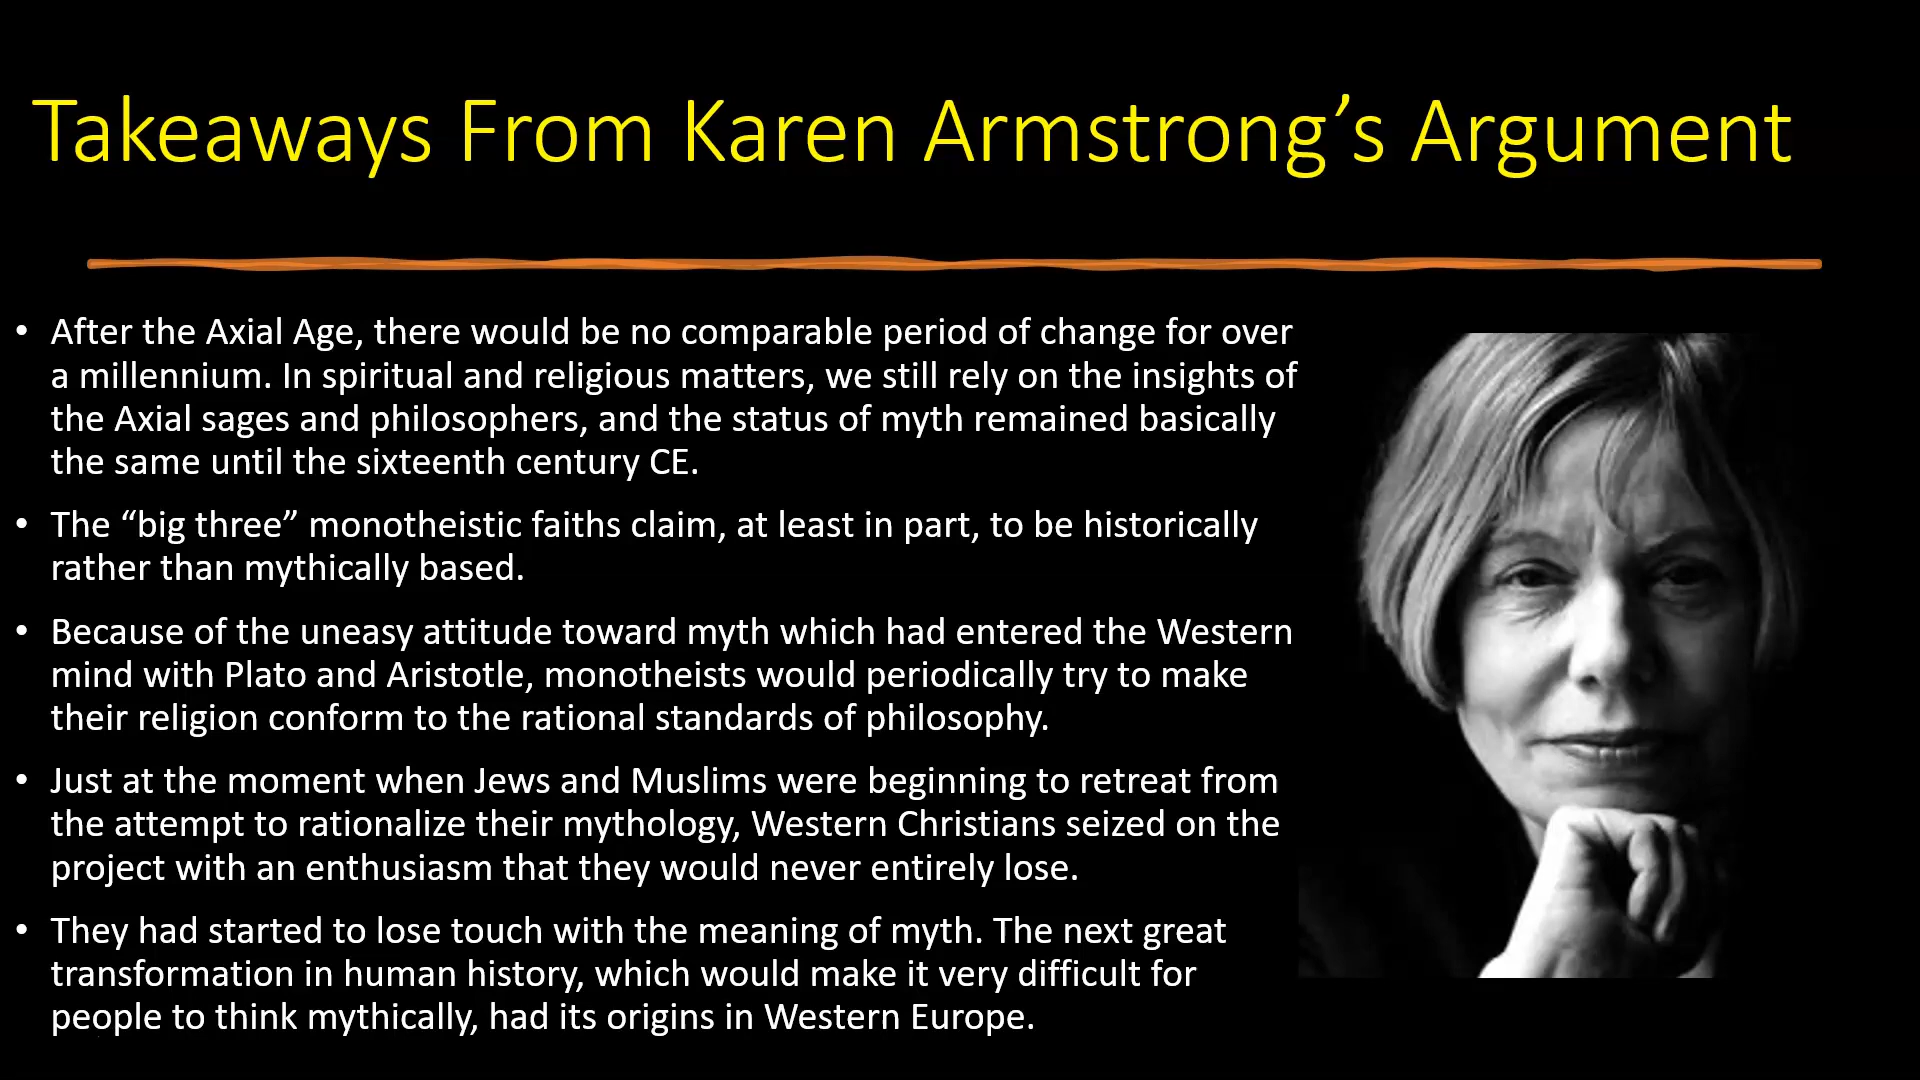 Takeaways From Karen Armstrong’s Argument
• After the Axial Age, there would be no comparable period of change for over
a millennium. In spiritual and religious matters, we still rely on the insights of
the Axial sages and philosophers, and the status of myth remained basically
the same until the sixteenth century CE.
• The “big three” monotheistic faiths claim, at least in part, to be historically
rather than mythically based.
• Because of the uneasy attitude toward myth which had entered the Western
mind with Plato and Aristotle, monotheists would periodically try to make
their religion conform to the rational standards of philosophy.
• Just at the moment when Jews and Muslims were beginning to retreat from
the attempt to rationalize their mythology, Western Christians seized on the
project with an enthusiasm that they would never entirely lose.
• They had started to lose touch with the meaning of myth. The next great
transformation in human history, which would make it very difficult for
people to think mythically, had its origins in Western Europe.